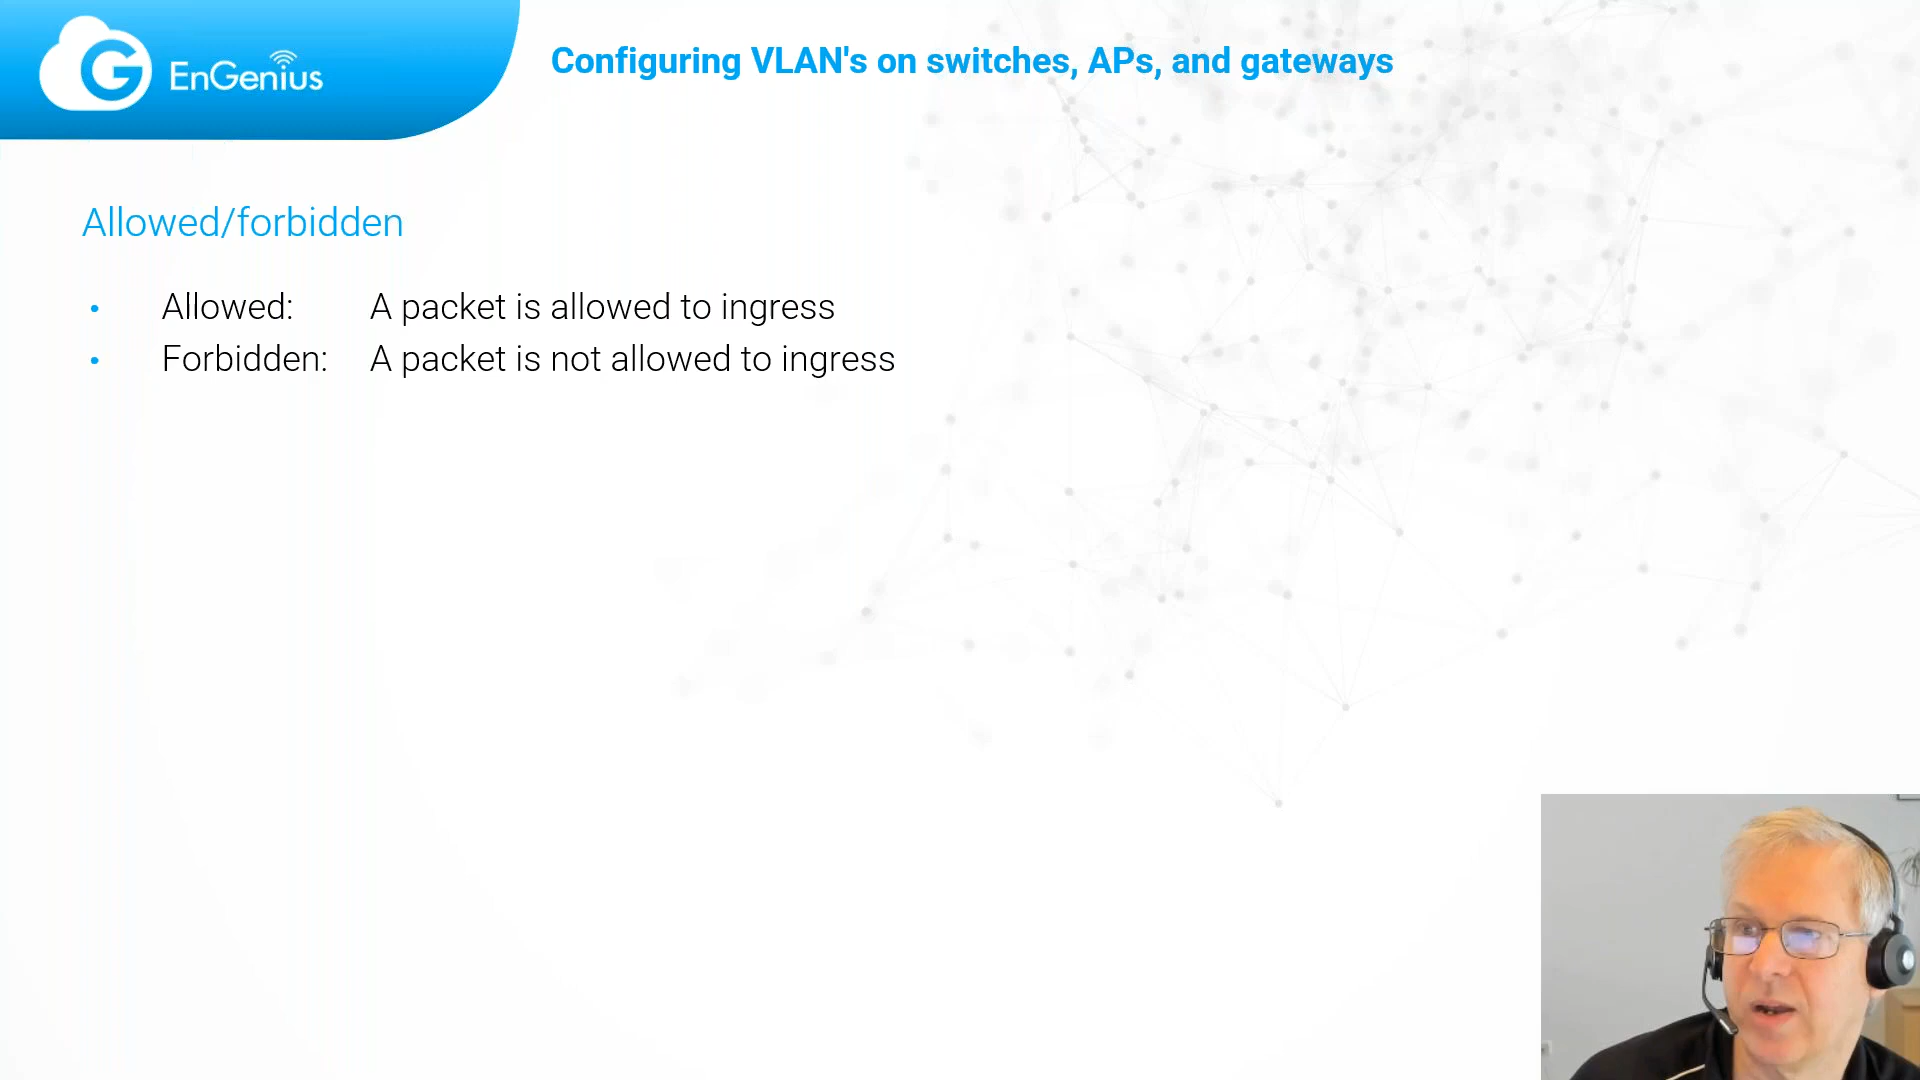 EnGenius
Configuring VLAN's on switches, APs, and gateways
Allowed/forbidden
• Allowed: A packet is allowed to ingress
• Forbidden: A packet is not allowed to ingress